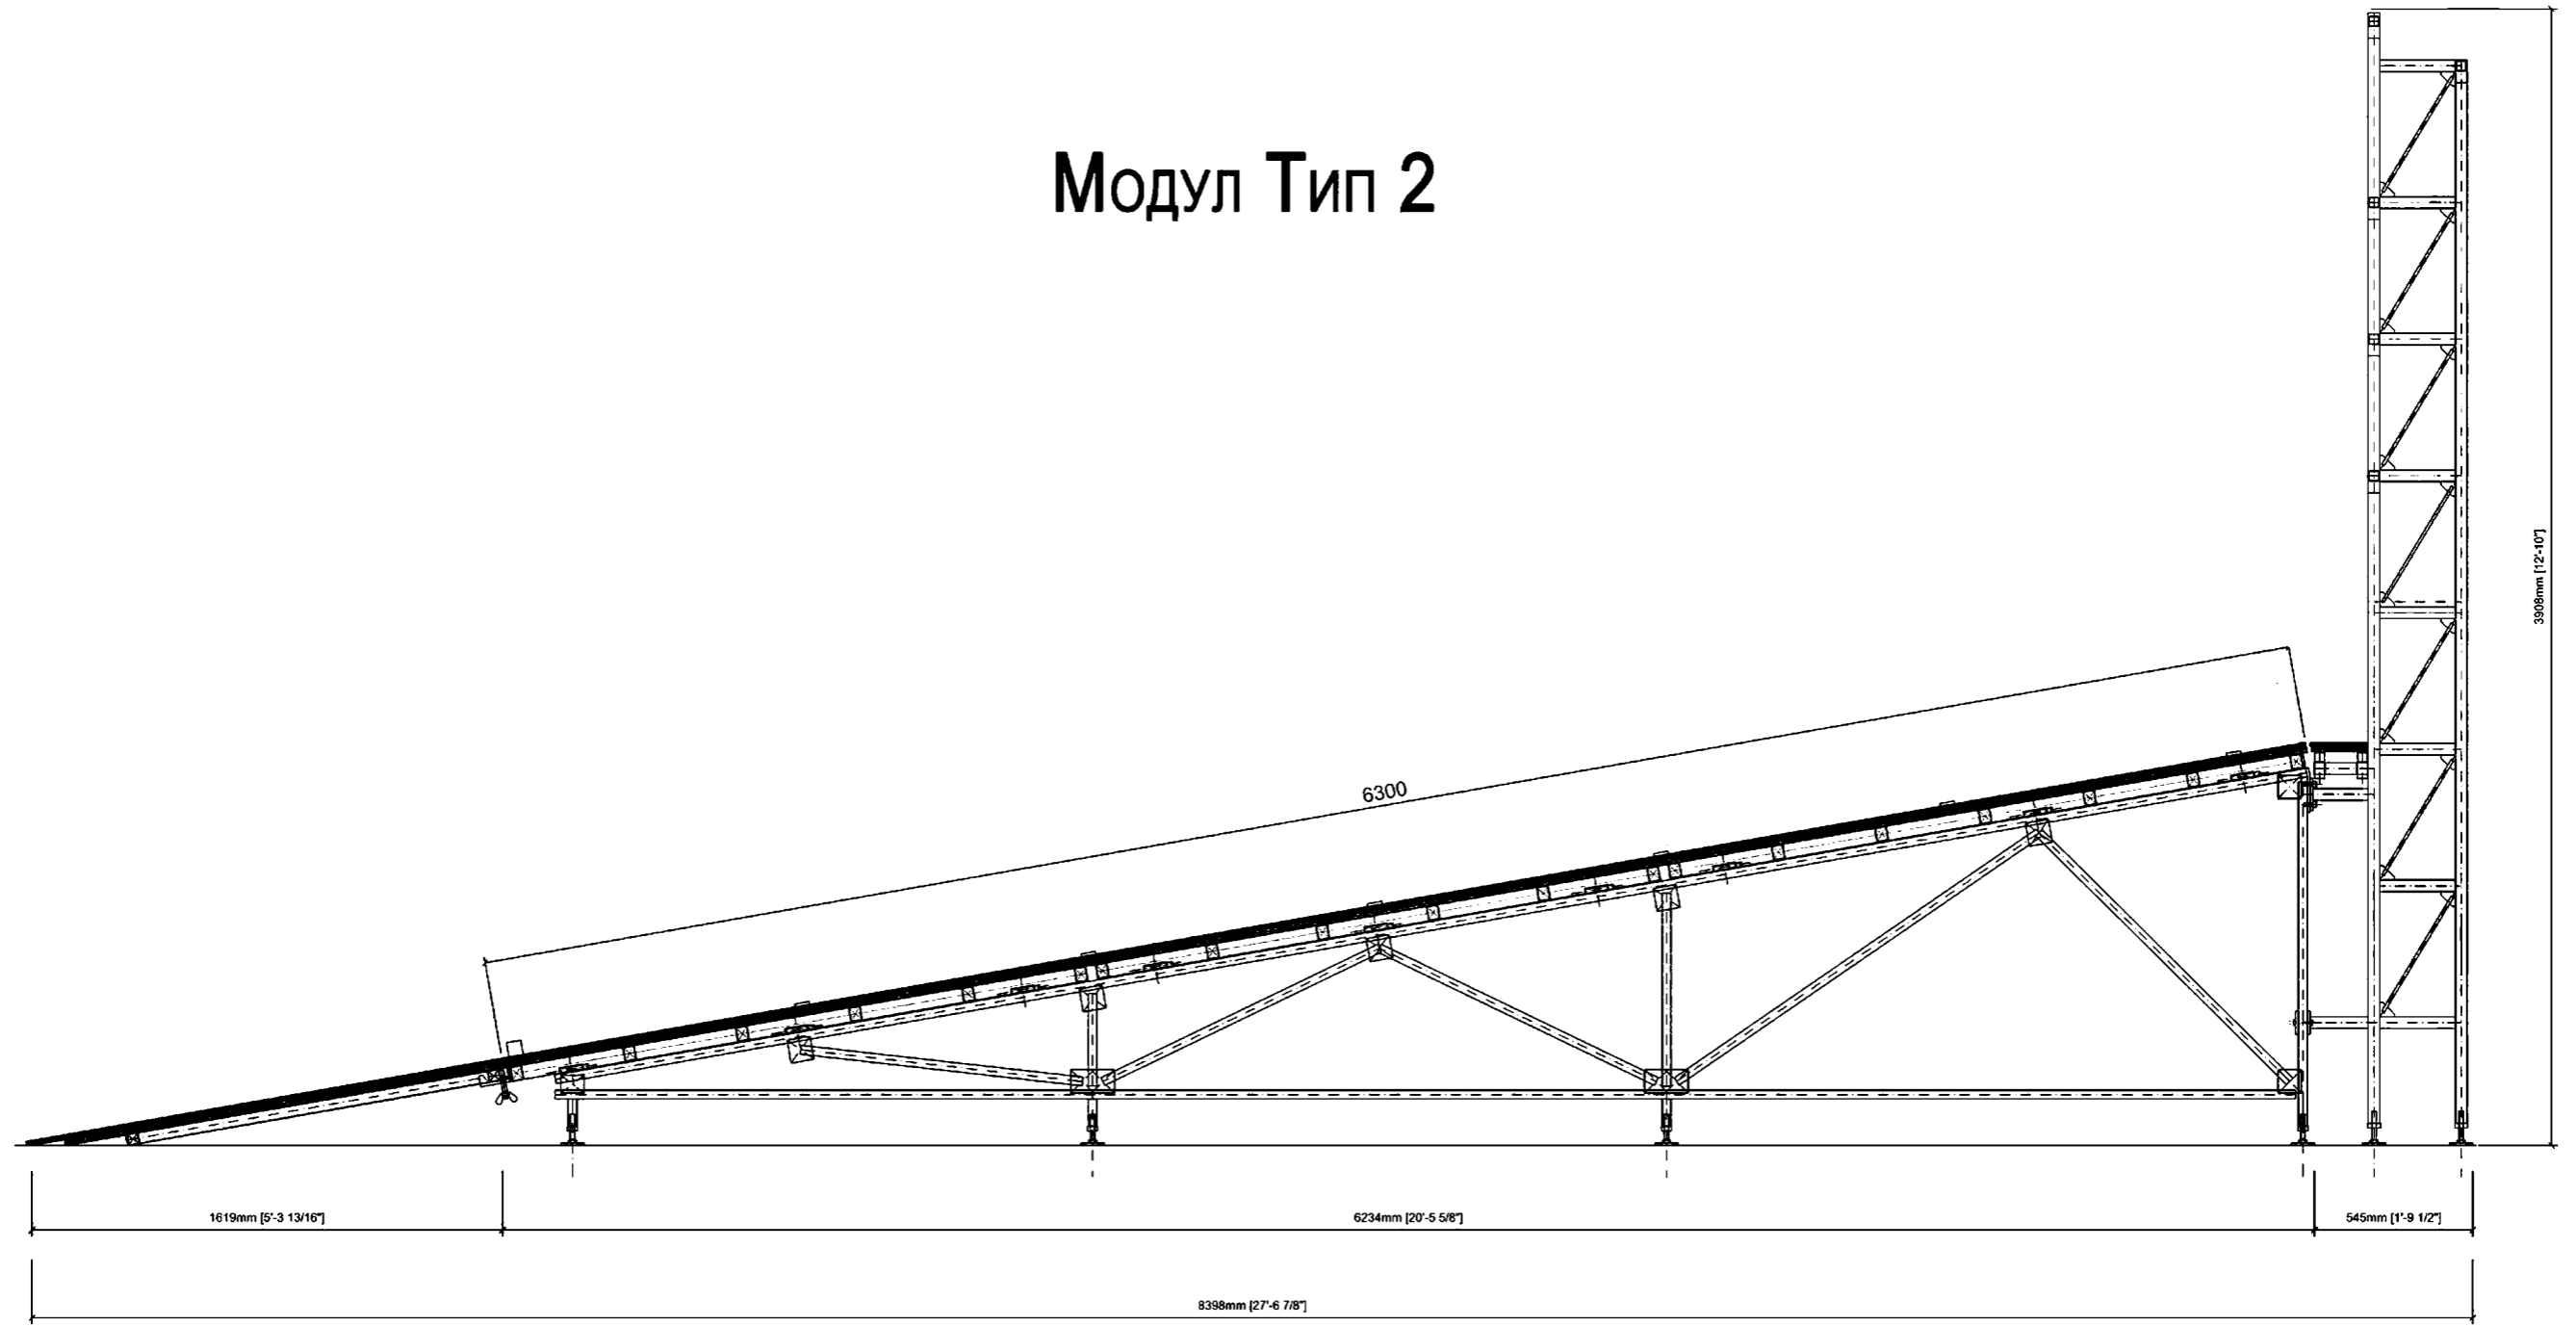 Модул Тип 2
3908mm [12'-10"]
6300
1619mm [5'-3 13/16"]
6234mm [20'-5 5/8"]
545mm [1'-9 1/2"]
8398mm [27'-6 7/8"]